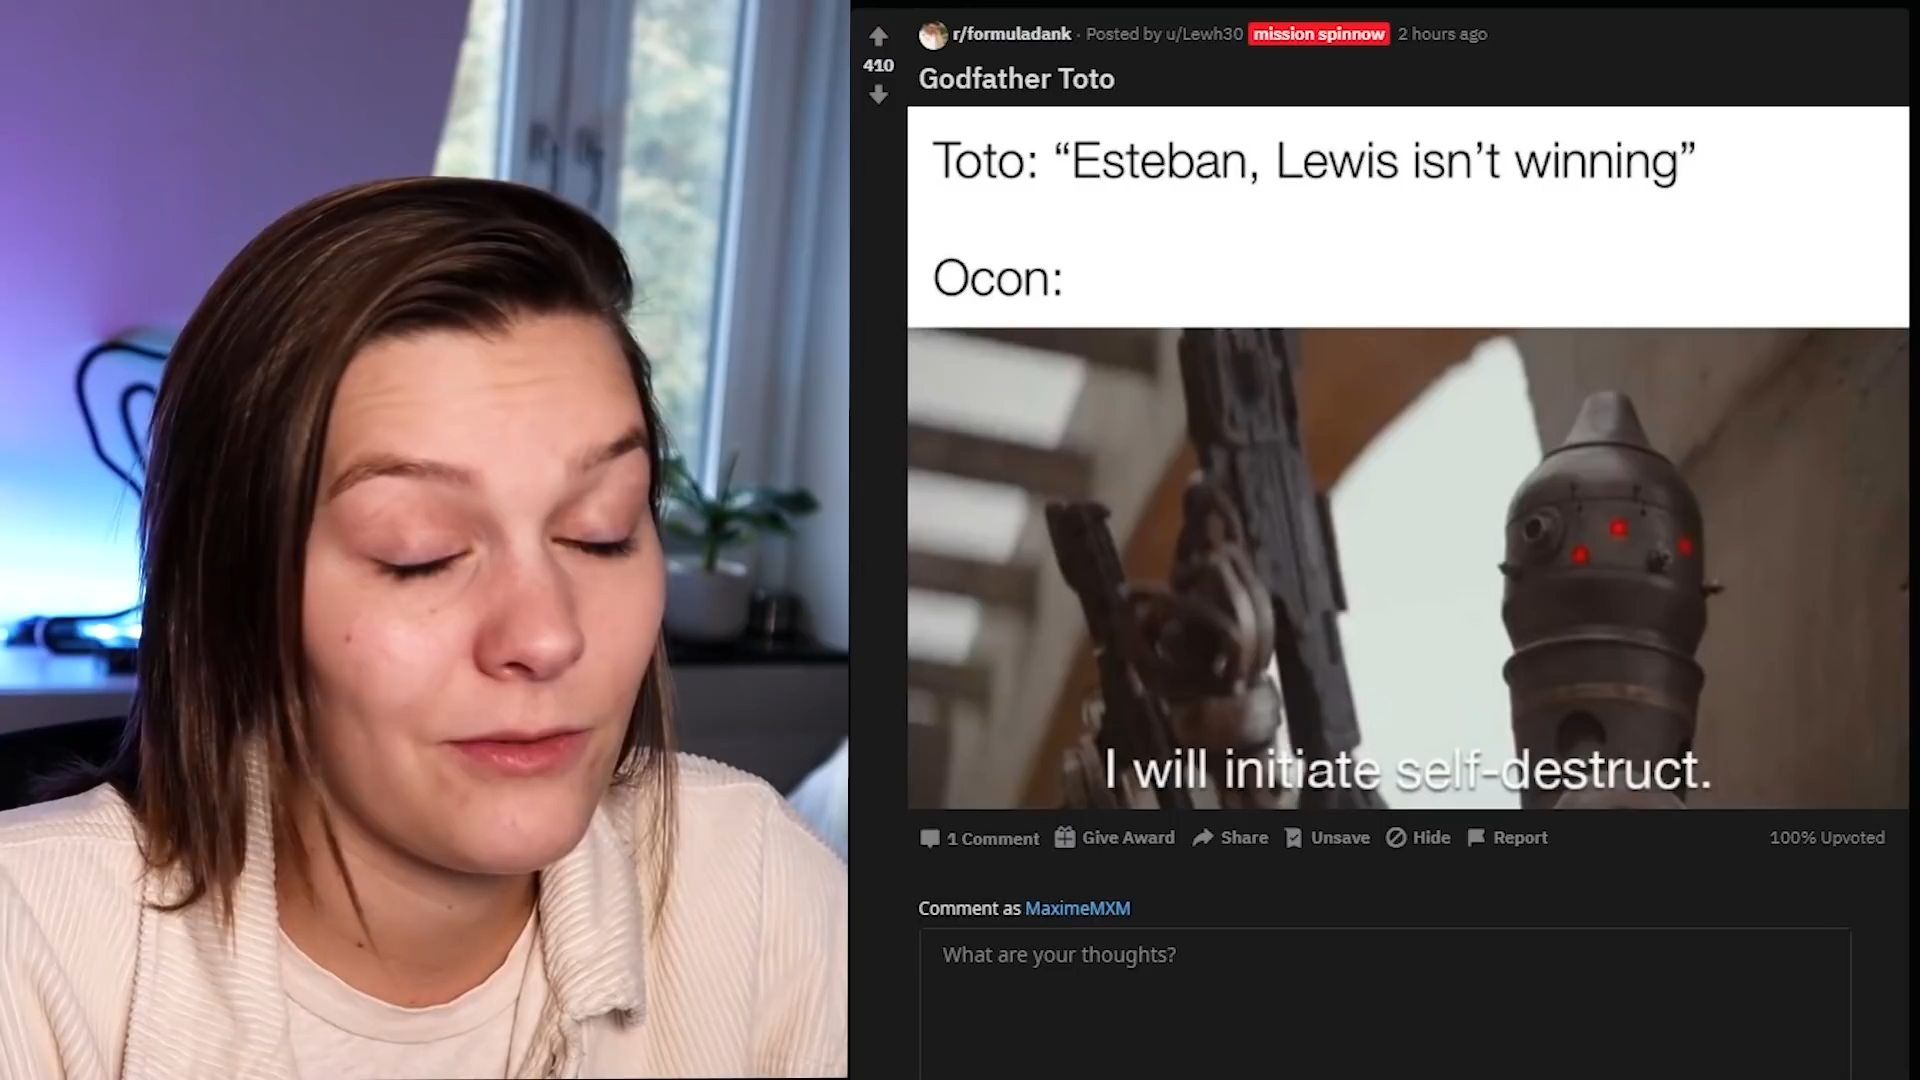 r/formuladank · Posted by u/Lewh30 mission spinnow 2 hours ago
410
Godfather Toto
Toto: “Esteban, Lewis isn’t winning”
Ocon:
I will initiate self-destruct.
1 Comment Give Award Share Unsave Hide Report 100% Upvoted
Comment as MaximeMXM
What are your thoughts?